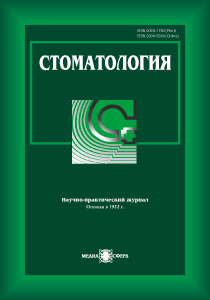 СТОМАТОЛОГИЯ
Научно-практический журнал
Основан в 1922 г.
МЕДИА СФЕРА